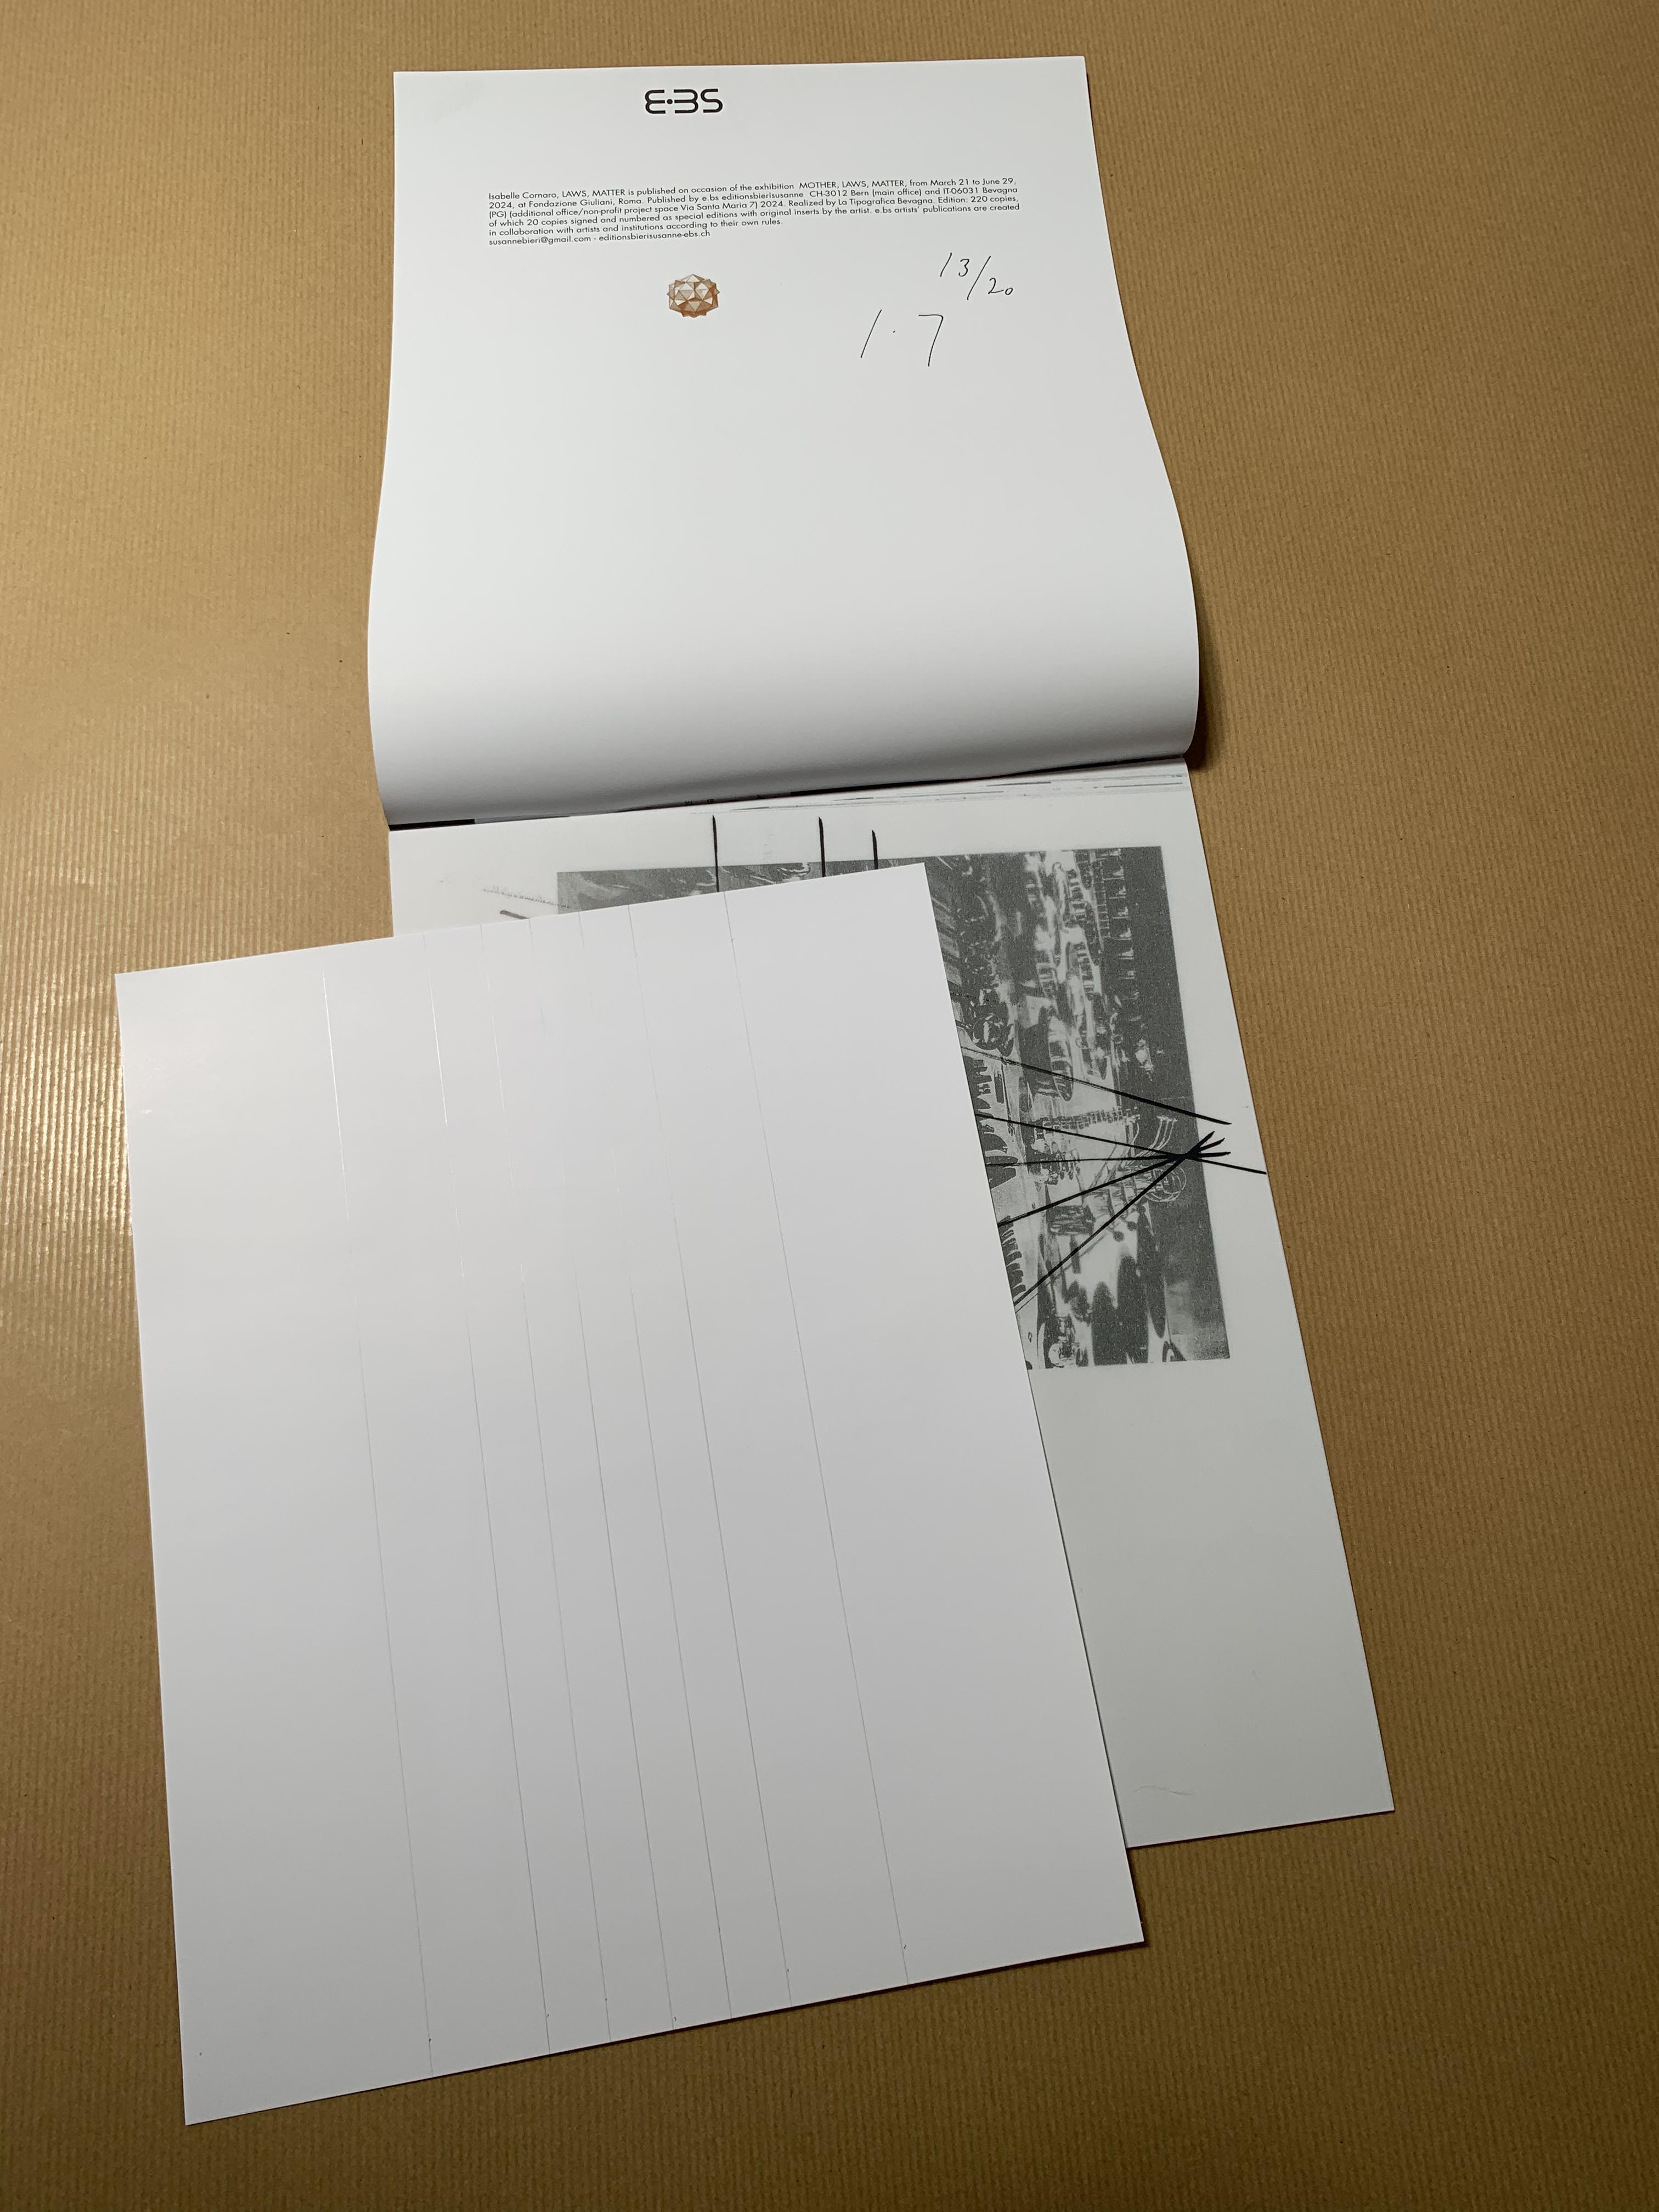 E·BS
Isabelle Cornaro, LAWS, MATTER is published on occasion of the exhibition MOTHER, LAWS, MATTER, from March 21 to June 29,
2024, at Fondazione Giuliani, Roma. Published by e.bs editionsbierisusanne CH-3012 Bern (main office) and IT-06031 Bevagna
(PG) (additional office/non-profit project space Via Santa Maria 7) 2024. Realized by La Tipografica Bevagna. Edition: 220 copies,
of which 20 copies signed and numbered as special editions with original inserts by the artist. e.bs artists' publications are created
in collaboration with artists and institutions according to their own rules.
susannebieri@gmail.com - editionsbierisusanne-ebs.ch
13/20
1·7